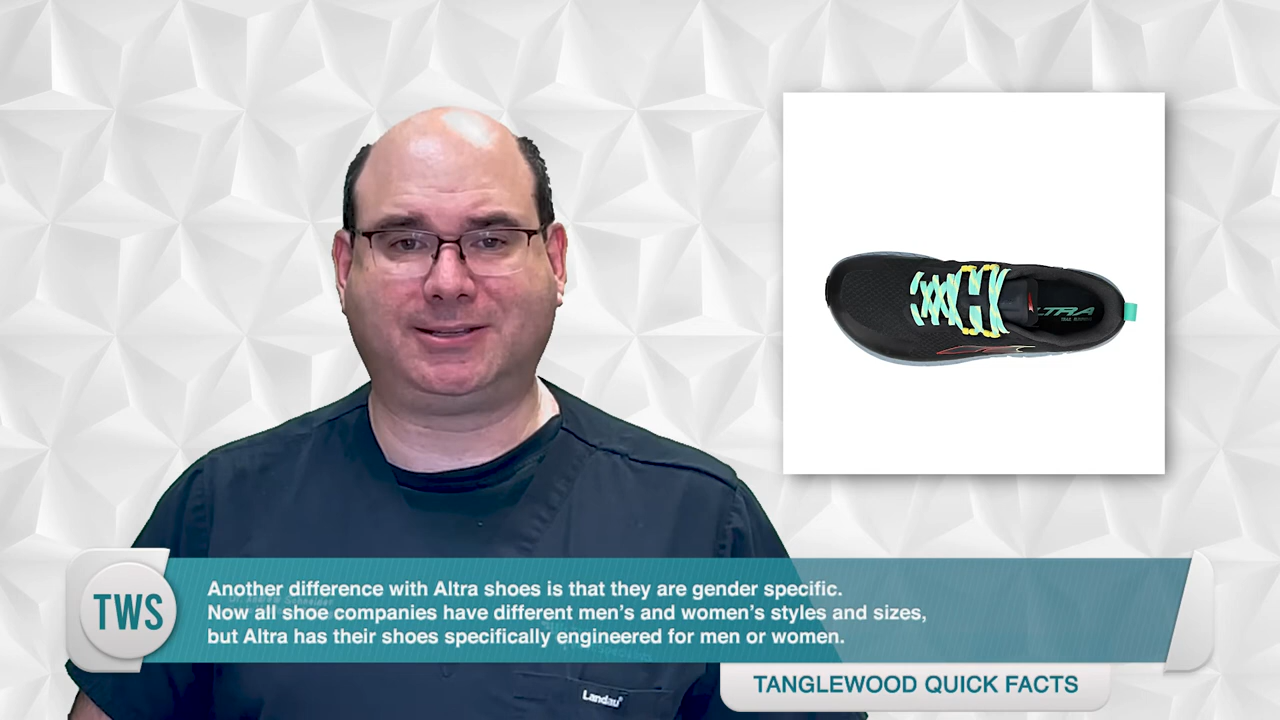 ALTRA
TWS
Another difference with Altra shoes is that they are gender specific.
Now all shoe companies have different men's and women's styles and sizes,
but Altra has their shoes specifically engineered for men or women.
Landau
TANGLEWOOD QUICK FACTS